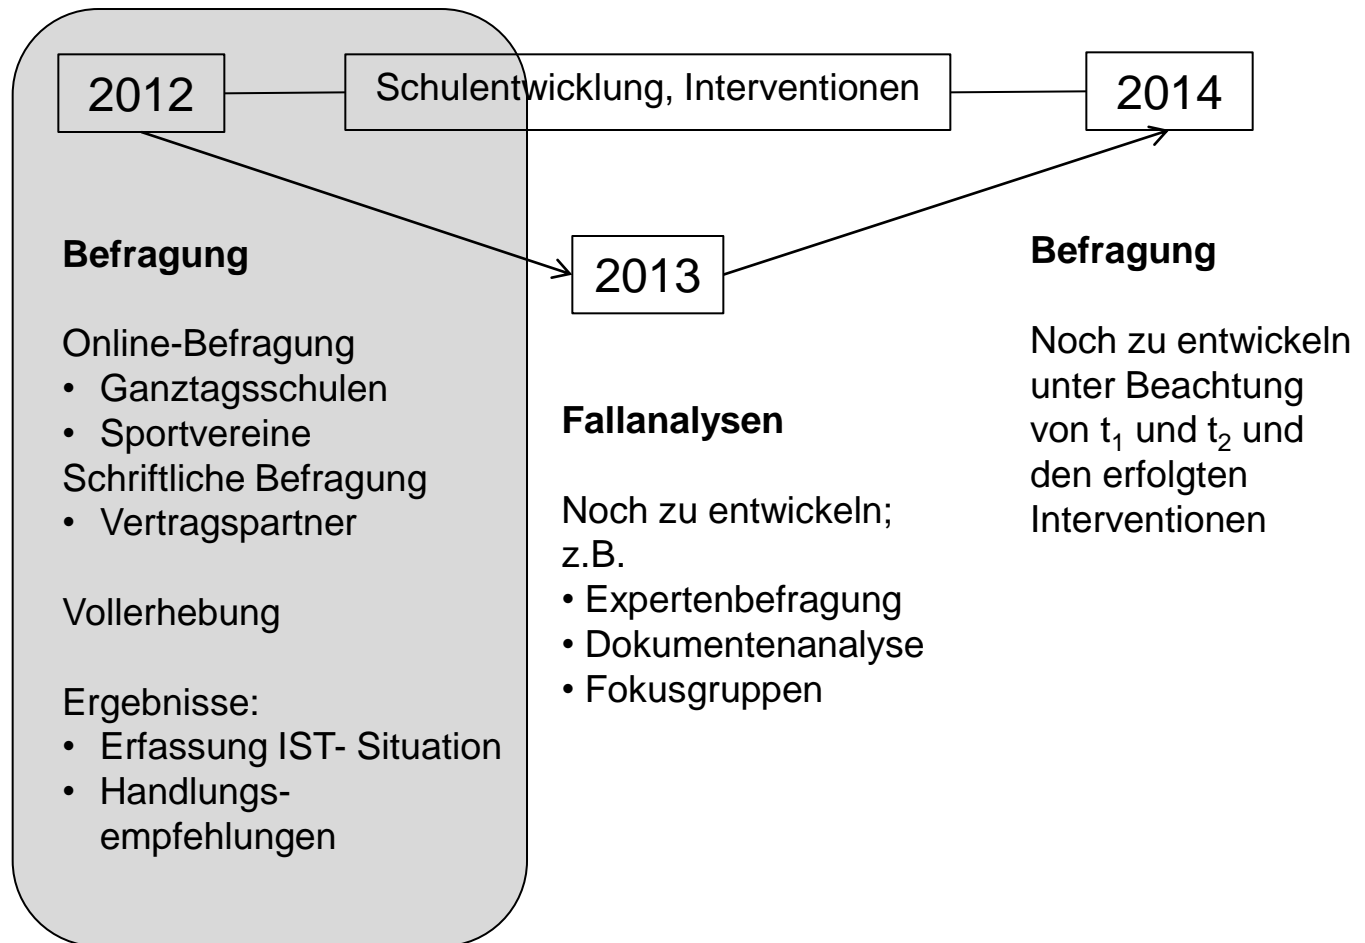 2012
Schulentwicklung, Interventionen
2014
Befragung
Online-Befragung
• Ganztagsschulen
• Sportvereine
Schriftliche Befragung
• Vertragspartner
Vollerhebung
Ergebnisse:
• Erfassung IST- Situation
• Handlungs-
empfehlungen
2013
Fallanalysen
Noch zu entwickeln;
z.B.
• Expertenbefragung
• Dokumentenanalyse
• Fokusgruppen
Befragung
Noch zu entwickeln
unter Beachtung
von t₁ und t₂ und
den erfolgten
Interventionen